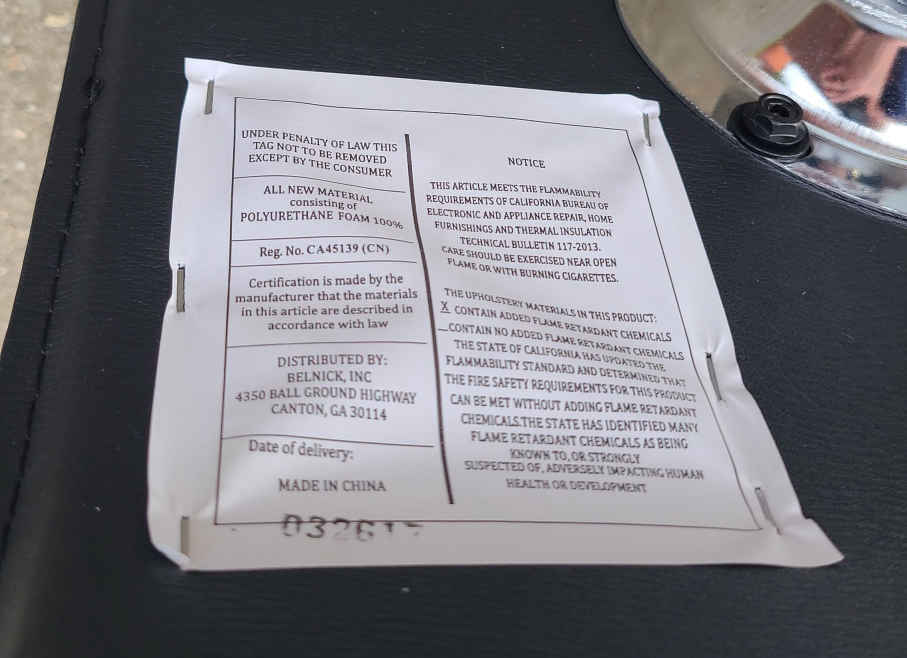 UNDER PENALTY OF LAW THIS
TAG NOT TO BE REMOVED
EXCEPT BY THE CONSUMER
ALL NEW MATERIAL
consisting of
POLYURETHANE FOAM 100%
Reg. No. CA45139 (CN)
Certification is made by the
manufacturer that the materials
in this article are described in
accordance with law
DISTRIBUTED BY:
BELNICK, INC
4350 BALL GROUND HIGHWAY
CANTON, GA 30114
Date of delivery:
MADE IN CHINA
NOTICE
THIS ARTICLE MEETS THE FLAMMABILITY
REQUIREMENTS OF CALIFORNIA BUREAU OF
ELECTRONIC AND APPLIANCE REPAIR, HOME
FURNISHINGS AND THERMAL INSULATION
TECHNICAL BULLETIN 117-2013.
CARE SHOULD BE EXERCISED NEAR OPEN
FLAME OR WITH BURNING CIGARETTES.
THE UPHOLSTERY MATERIALS IN THIS PRODUCT:
X CONTAIN ADDED FLAME RETARDANT CHEMICALS
_CONTAIN NO ADDED FLAME RETARDANT CHEMICALS
THE STATE OF CALIFORNIA HAS UPDATED THE
FLAMMABILITY STANDARD AND DETERMINED THAT
THE FIRE SAFETY REQUIREMENTS FOR THIS PRODUCT
CAN BE MET WITHOUT ADDING FLAME RETARDANT
CHEMICALS.THE STATE HAS IDENTIFIED MANY
FLAME RETARDANT CHEMICALS AS BEING
KNOWN TO, OR STRONGLY
SUSPECTED OF, ADVERSELY IMPACTING HUMAN
HEALTH OR DEVELOPMENT